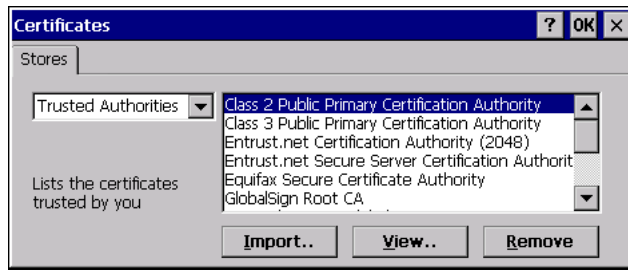 Certificates ? OK ×
Stores
Trusted Authorities
Class 2 Public Primary Certification Authority
Class 3 Public Primary Certification Authority
Entrust.net Certification Authority (2048)
Entrust.net Secure Server Certification Authorit
Equifax Secure Certificate Authority
GlobalSign Root CA
Lists the certificates
trusted by you
Import.. View.. Remove